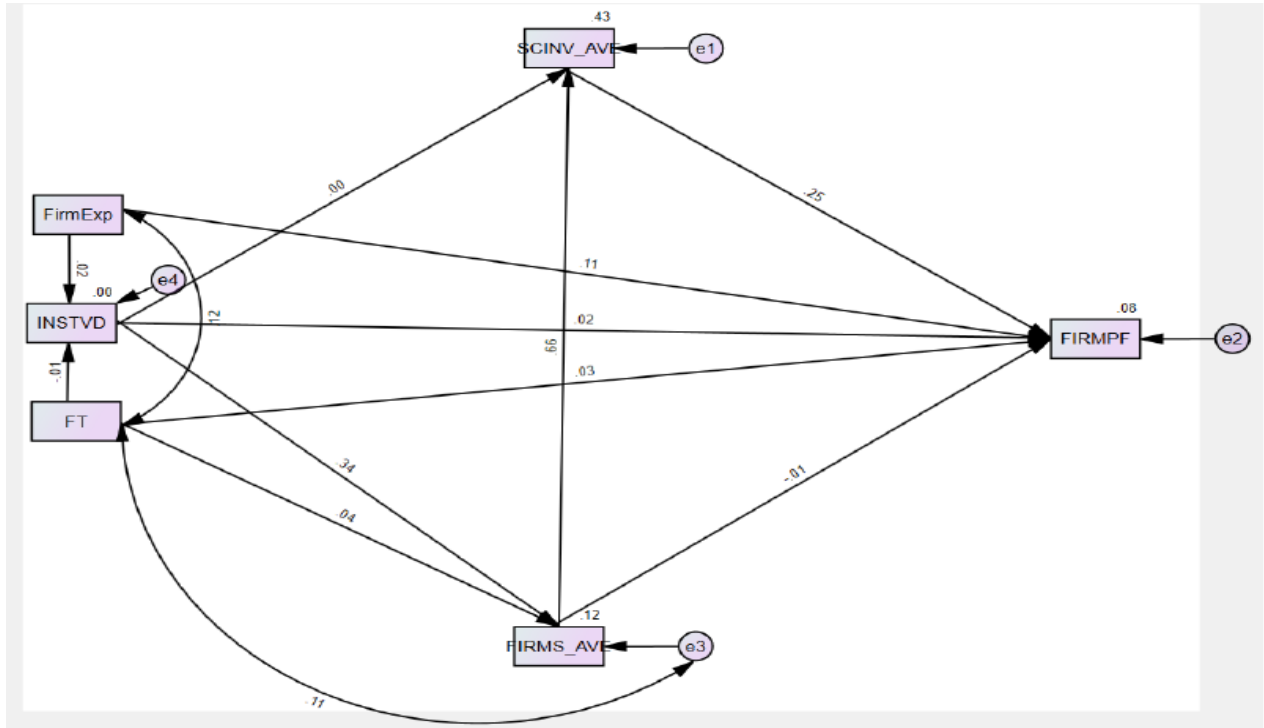 .43
SCINV_AVE
e1
.00
.25
FirmExp
.11
.02
e4
.00
.12
INSTVD
.02
.08
FIRMPF
e2
.66
-.01
.03
FT
.34
.04
-.01
.12
FIRMS_AVE
e3
.11